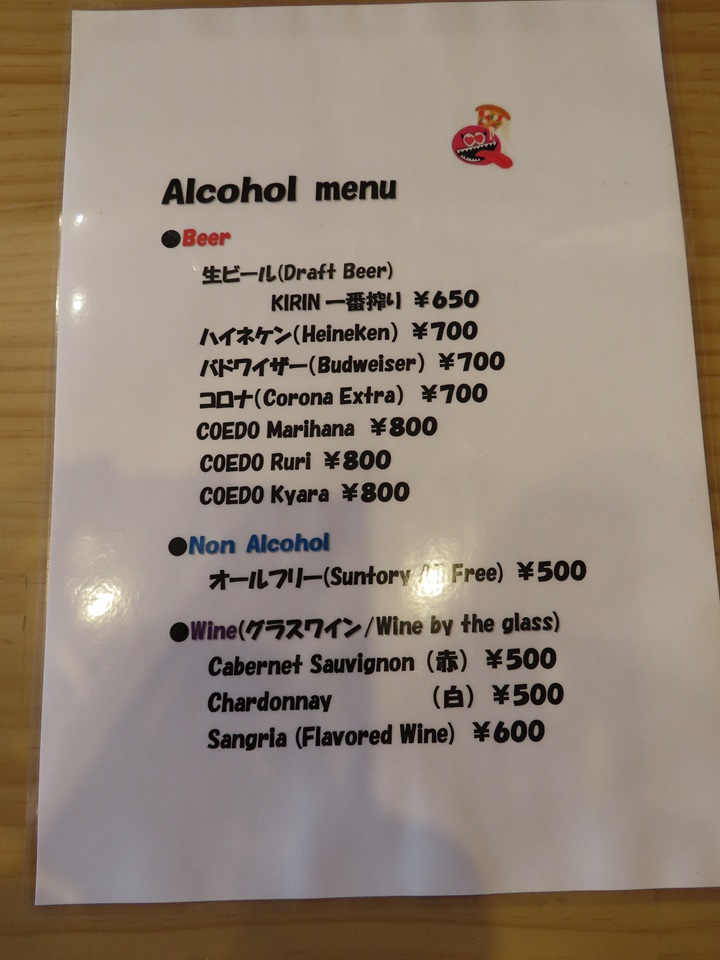 Alcohol menu
●Beer
生ビール(Draft Beer)
KIRIN 一番搾り ¥650
ハイネケン(Heineken) ¥700
バドワイザー(Budweiser) ¥700
コロナ(Corona Extra) ¥700
COEDO Marihana ¥800
COEDO Ruri ¥800
COEDO Kyara ¥800
●Non Alcohol
オールフリー(Suntory All Free) ¥500
●Wine(グラスワイン/Wine by the glass)
Cabernet Sauvignon (赤) ¥500
Chardonnay (白) ¥500
Sangria (Flavored Wine) ¥600